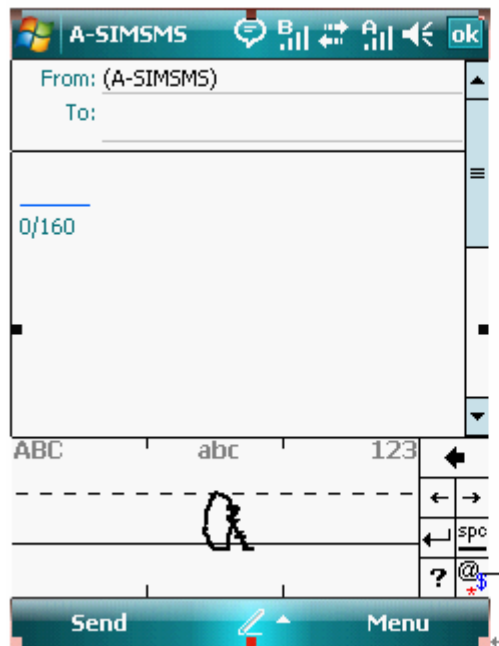 A-SIMSMS B A ok
From: (A-SIMSMS)
To:
0/160
ABC abc 123
a
spc
? @*$
Send Menu